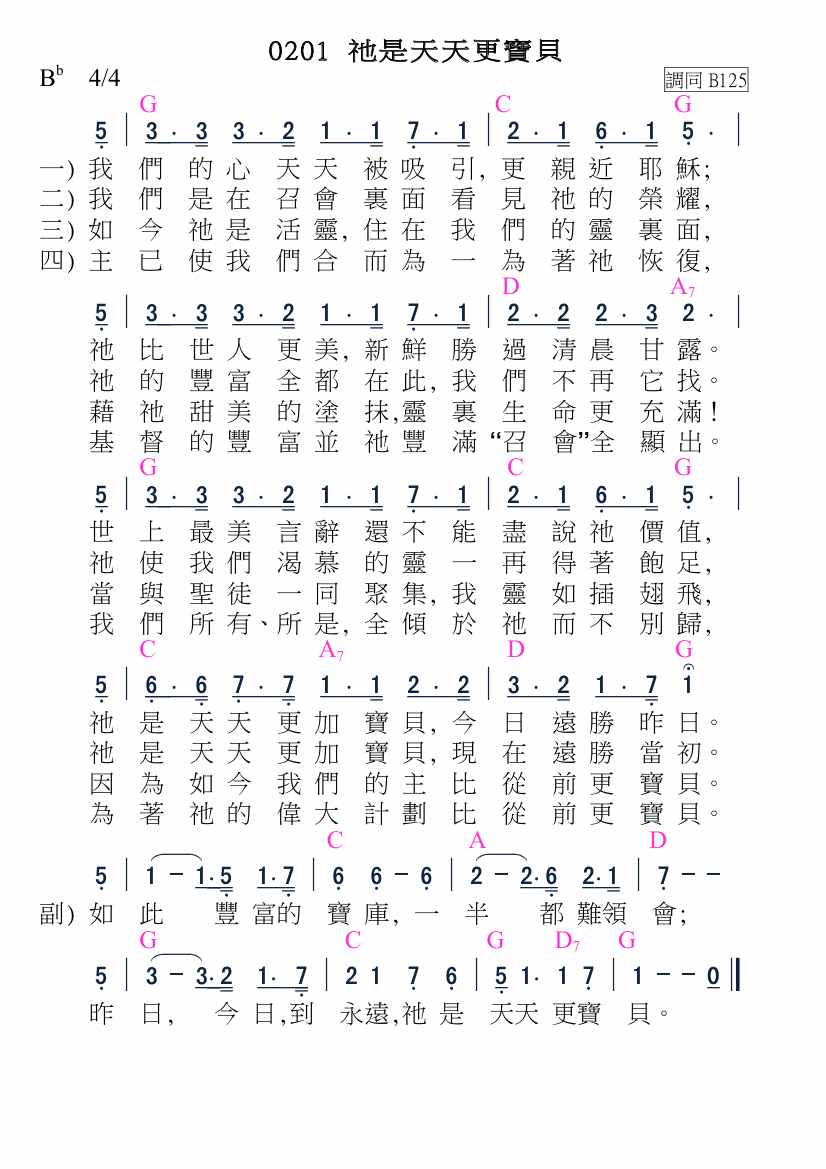 0201 祂是天天更寶貝
B♭ 4/4 調同 B125
G C G
5 | 3 · 3 3 · 2 1 · 1 7 · 1 | 2 · 1 6 · 1 5 · |
一) 我們的心天天被吸引, 更親近耶穌;
二) 我們是在召會裏面看見祂的榮耀,
三) 如今祂是活靈, 住在我們的靈裏面,
四) 主已使我們合而為一為著祂恢復,
D A7
5 | 3 · 3 3 · 2 1 · 1 7 · 1 | 2 · 2 2 · 3 2 · |
祂比世人更美, 新鮮勝過清晨甘露。
祂的豐富全都在此, 我們不再它找。
藉祂甜美的塗抹, 靈裏生命更充滿!
基督的豐富並祂豐滿“召會”全顯出。
G C G
5 | 3 · 3 3 · 2 1 · 1 7 · 1 | 2 · 1 6 · 1 5 · |
世上最美言辭還不能盡說祂價值,
祂使我們渴慕的靈一再得著飽足,
當與聖徒一同聚集, 我靈如插翅飛,
我們所有、所是, 全傾於祂而不別歸,
C A7 D G
5 | 6 · 6 7 · 7 1 · 1 2 · 2 | 3 · 2 1 · 7 1
祂是天天更加寶貝, 今日遠勝昨日。
祂是天天更加寶貝, 現在遠勝當初。
因為如今我們的主比從前更寶貝。
為著祂的偉大計劃比從前更寶貝。
C A D
5 | 1 - 1· 5 1· 7 | 6 6 - 6 | 2 - 2· 6 2· 1 | 7 - -
副) 如此豐富的寶庫, 一半都難領會;
G C G D7 G
5 | 3 - 3· 2 1· 7 | 2 1 7 6 | 5 1· 1 7 | 1 - - 0 ‖
昨日, 今日, 到永遠, 祂是天天更寶貝。